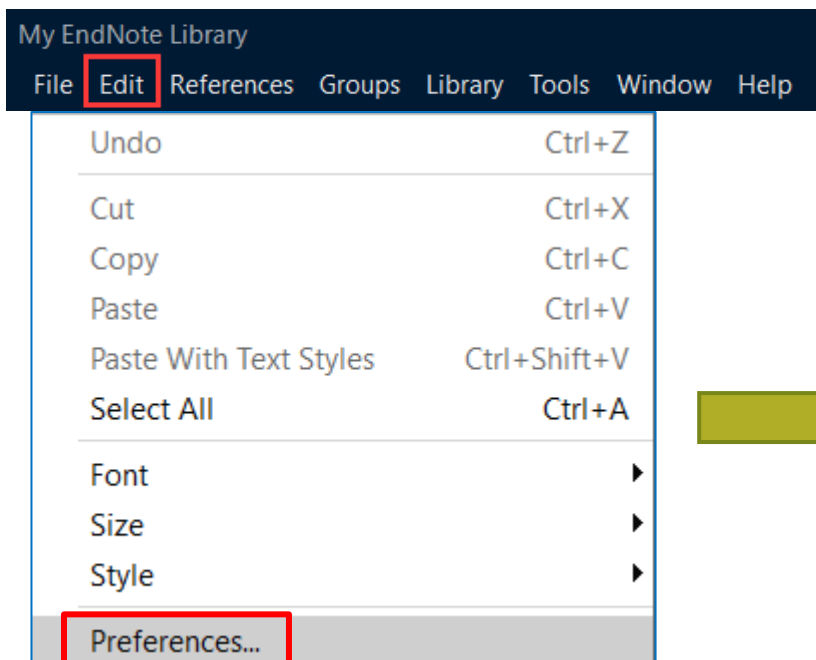 My EndNote Library
File Edit References Groups Library Tools Window Help
Undo Ctrl+Z
Cut Ctrl+X
Copy Ctrl+C
Paste Ctrl+V
Paste With Text Styles Ctrl+Shift+V
Select All Ctrl+A
Font
Size
Style
Preferences...